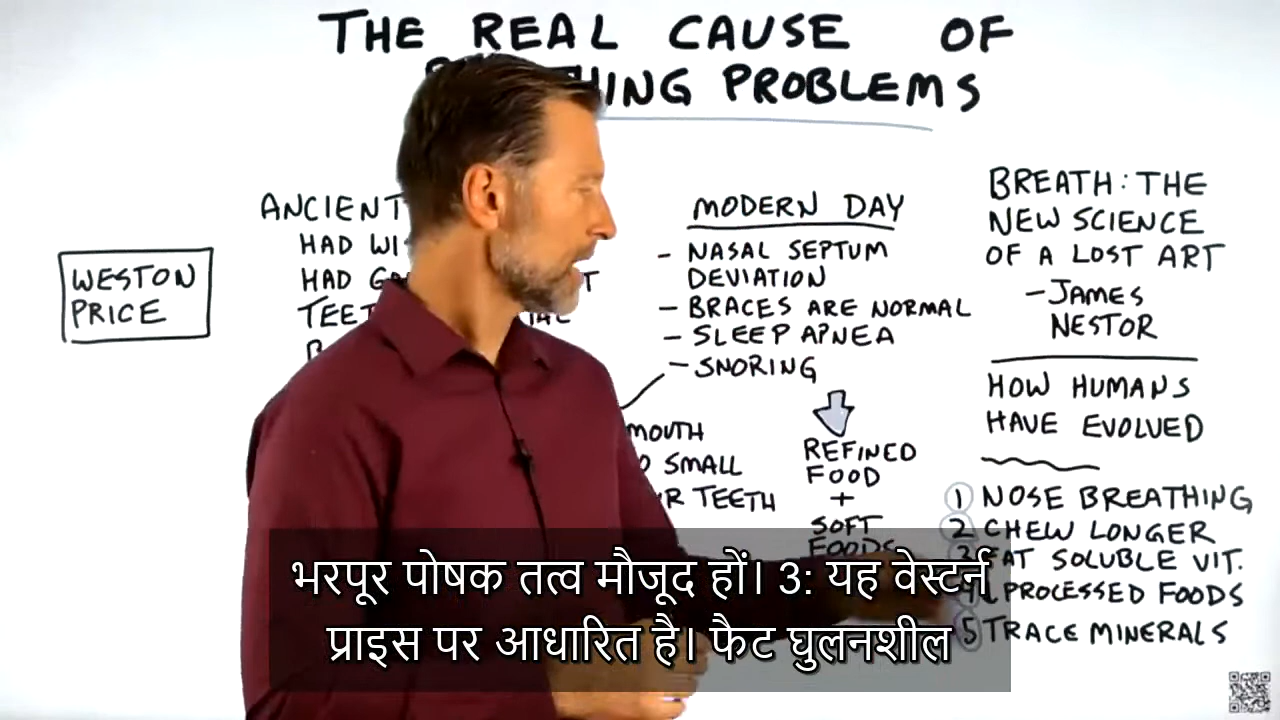 THE REAL CAUSE OF
PROBLEMS
WESTON
PRICE
ANCIENT
HAD
HAD
MODERN DAY
- NASAL SEPTUM
DEVIATION
- BRACES ARE NORMAL
- SLEEP APNEA
- SNORING
MOUTH
SMALL
TEETH
REFINED
FOOD
+
SOFT
FOODS
BREATH: THE
NEW SCIENCE
OF A LOST ART
- JAMES
NESTOR
HOW HUMANS
HAVE EVOLVED
1 NOSE BREATHING
2 CHEW LONGER
3 FAT SOLUBLE VIT.
PROCESSED FOODS
5 TRACE MINERALS
भरपूर पोषक तत्व मौजूद हों। 3: यह वेस्टर्न
प्राइस पर आधारित है। फैट घुलनशील